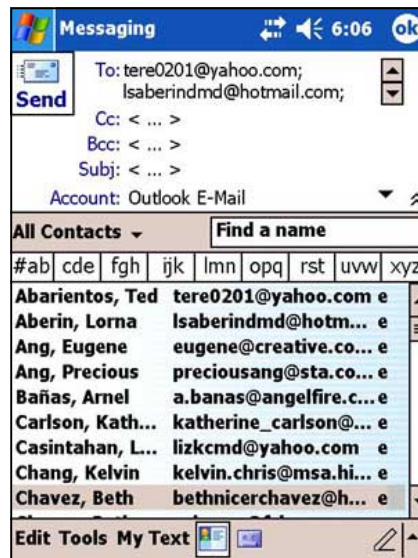 Messaging 6:06 ok
Send
To: tere0201@yahoo.com;
lsaberindmd@hotmail.com;
Cc: < ... >
Bcc: < ... >
Subj: < ... >
Account: Outlook E-Mail
All Contacts Find a name
#ab cde fgh ijk lmn opq rst uvw xyz
Abarientos, Ted tere0201@yahoo.com e
Aberin, Lorna lsaberindmd@hotm... e
Ang, Eugene eugene@creative.co... e
Ang, Precious preciousang@sta.co... e
Bañas, Arnel a.banas@angelfire.c... e
Carlson, Kath... katherine_carlson@... e
Casintahan, L... lizkcmd@yahoo.com e
Chang, Kelvin kelvin.chris@msa.hi... e
Chavez, Beth bethnicerchavez@h... e
Edit Tools My Text